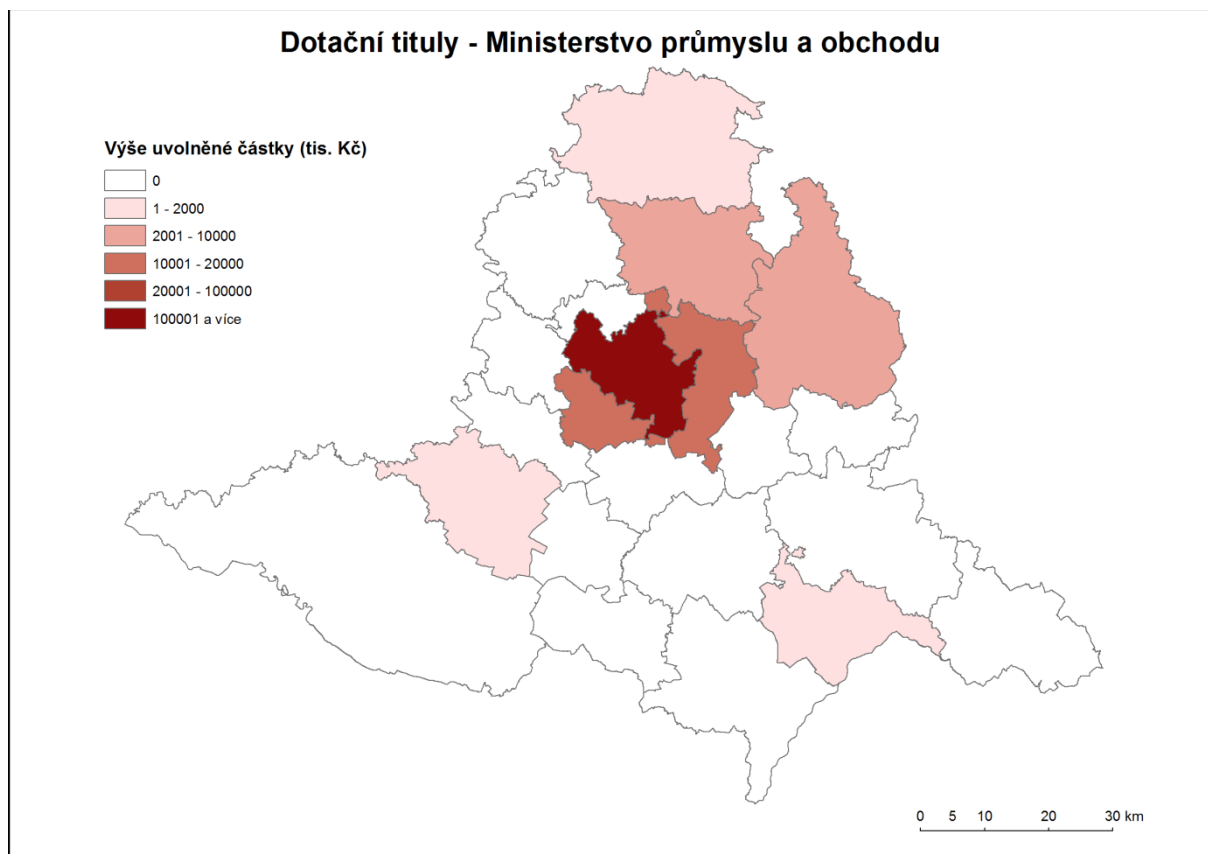 Dotační tituly - Ministerstvo průmyslu a obchodu
Výše uvolněné částky (tis. Kč)
0
1 - 2000
2001 - 10000
10001 - 20000
20001 - 100000
100001 a více
0 5 10 20 30 km